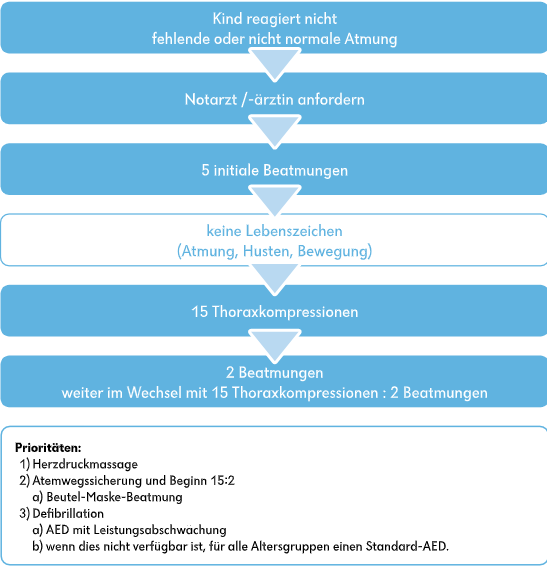 Kind reagiert nicht
fehlende oder nicht normale Atmung
Notarzt /-ärztin anfordern
5 initiale Beatmungen
keine Lebenszeichen
(Atmung, Husten, Bewegung)
15 Thoraxkompressionen
2 Beatmungen
weiter im Wechsel mit 15 Thoraxkompressionen : 2 Beatmungen
Prioritäten:
1) Herzdruckmassage
2) Atemwegssicherung und Beginn 15:2
a) Beutel-Maske-Beatmung
3) Defibrillation
a) AED mit Leistungsabschwächung
b) wenn dies nicht verfügbar ist, für alle Altersgruppen einen Standard-AED.